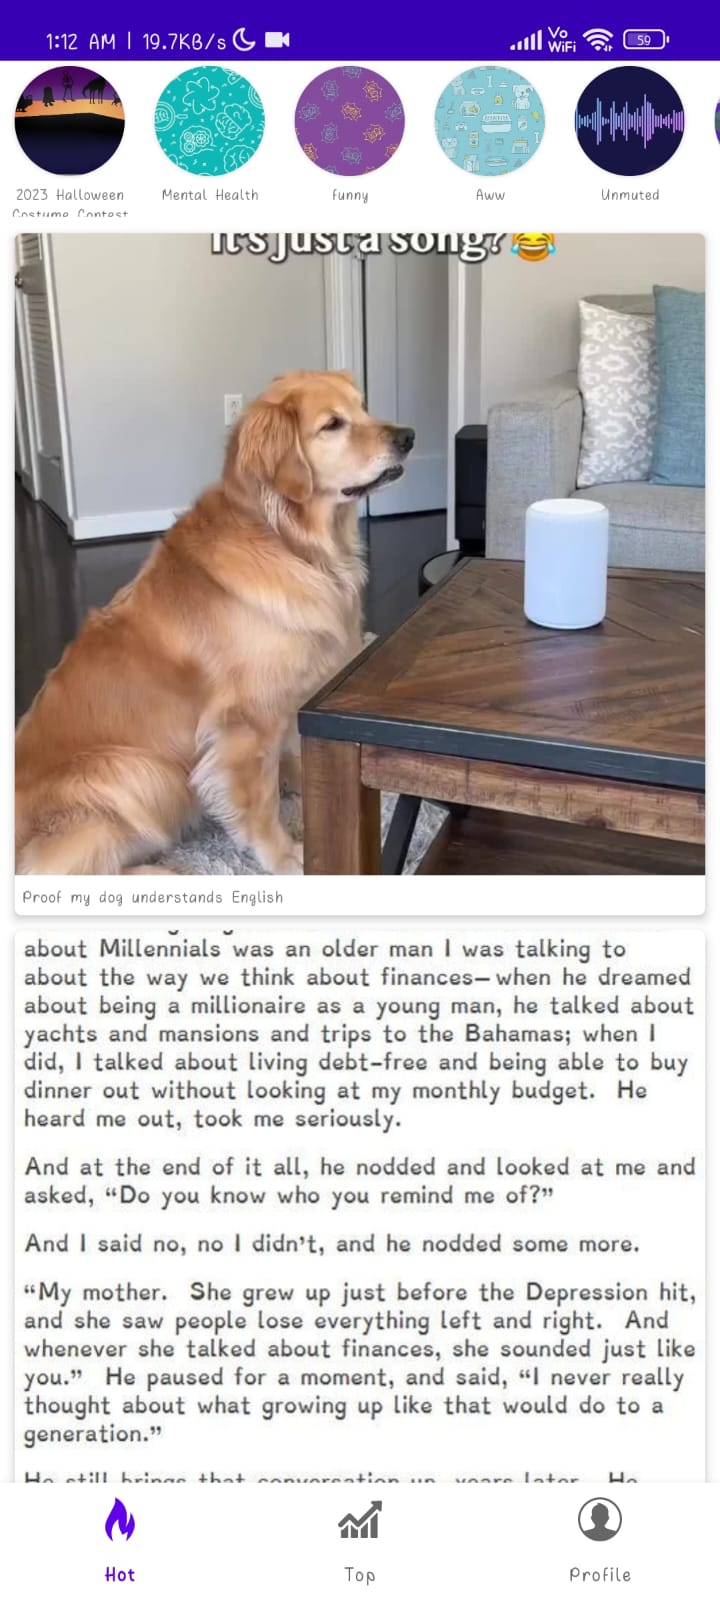 1:12 AM | 19.7KB/s
Vo
WiFi
59
2023 Halloween
Costume Contest
Mental Health
funny
Aww
Unmuted
It's just a song?😂
Proof my dog understands English
about Millennials was an older man I was talking to
about the way we think about finances—when he dreamed
about being a millionaire as a young man, he talked about
yachts and mansions and trips to the Bahamas; when I
did, I talked about living debt-free and being able to buy
dinner out without looking at my monthly budget. He
heard me out, took me seriously.
And at the end of it all, he nodded and looked at me and
asked, “Do you know who you remind me of?”
And I said no, no I didn’t, and he nodded some more.
“My mother. She grew up just before the Depression hit,
and she saw people lose everything left and right. And
whenever she talked about finances, she sounded just like
you.” He paused for a moment, and said, “I never really
thought about what growing up like that would do to a
generation.”
He still brings that conversation up, years later. He
Hot
Top
Profile